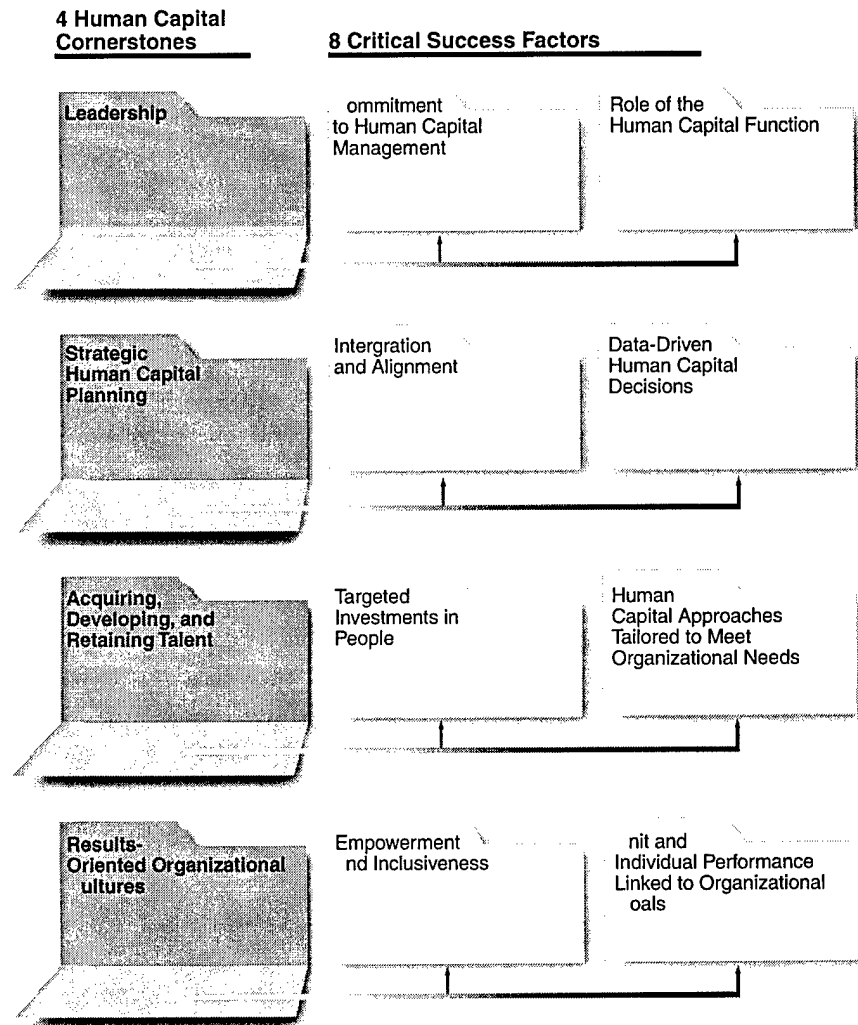 4 Human Capital
Cornerstones
8 Critical Success Factors
Leadership
ommitment
to Human Capital
Management
Role of the
Human Capital Function
Strategic
Human Capital
Planning
Intergration
and Alignment
Data-Driven
Human Capital
Decisions
Acquiring,
Developing, and
Retaining Talent
Targeted
Investments in
People
Human
Capital Approaches
Tailored to Meet
Organizational Needs
Results-
Oriented Organizational
ultures
Empowerment
nd Inclusiveness
nit and
Individual Performance
Linked to Organizational
oals